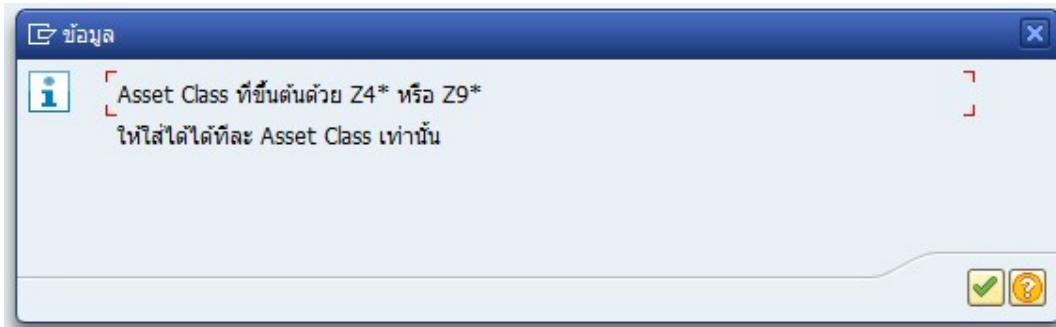 ข้อมูล
Asset Class ที่ขึ้นต้นด้วย Z4* หรือ Z9*
ให้ใส่ได้ได้ทีละ Asset Class เท่านั้น